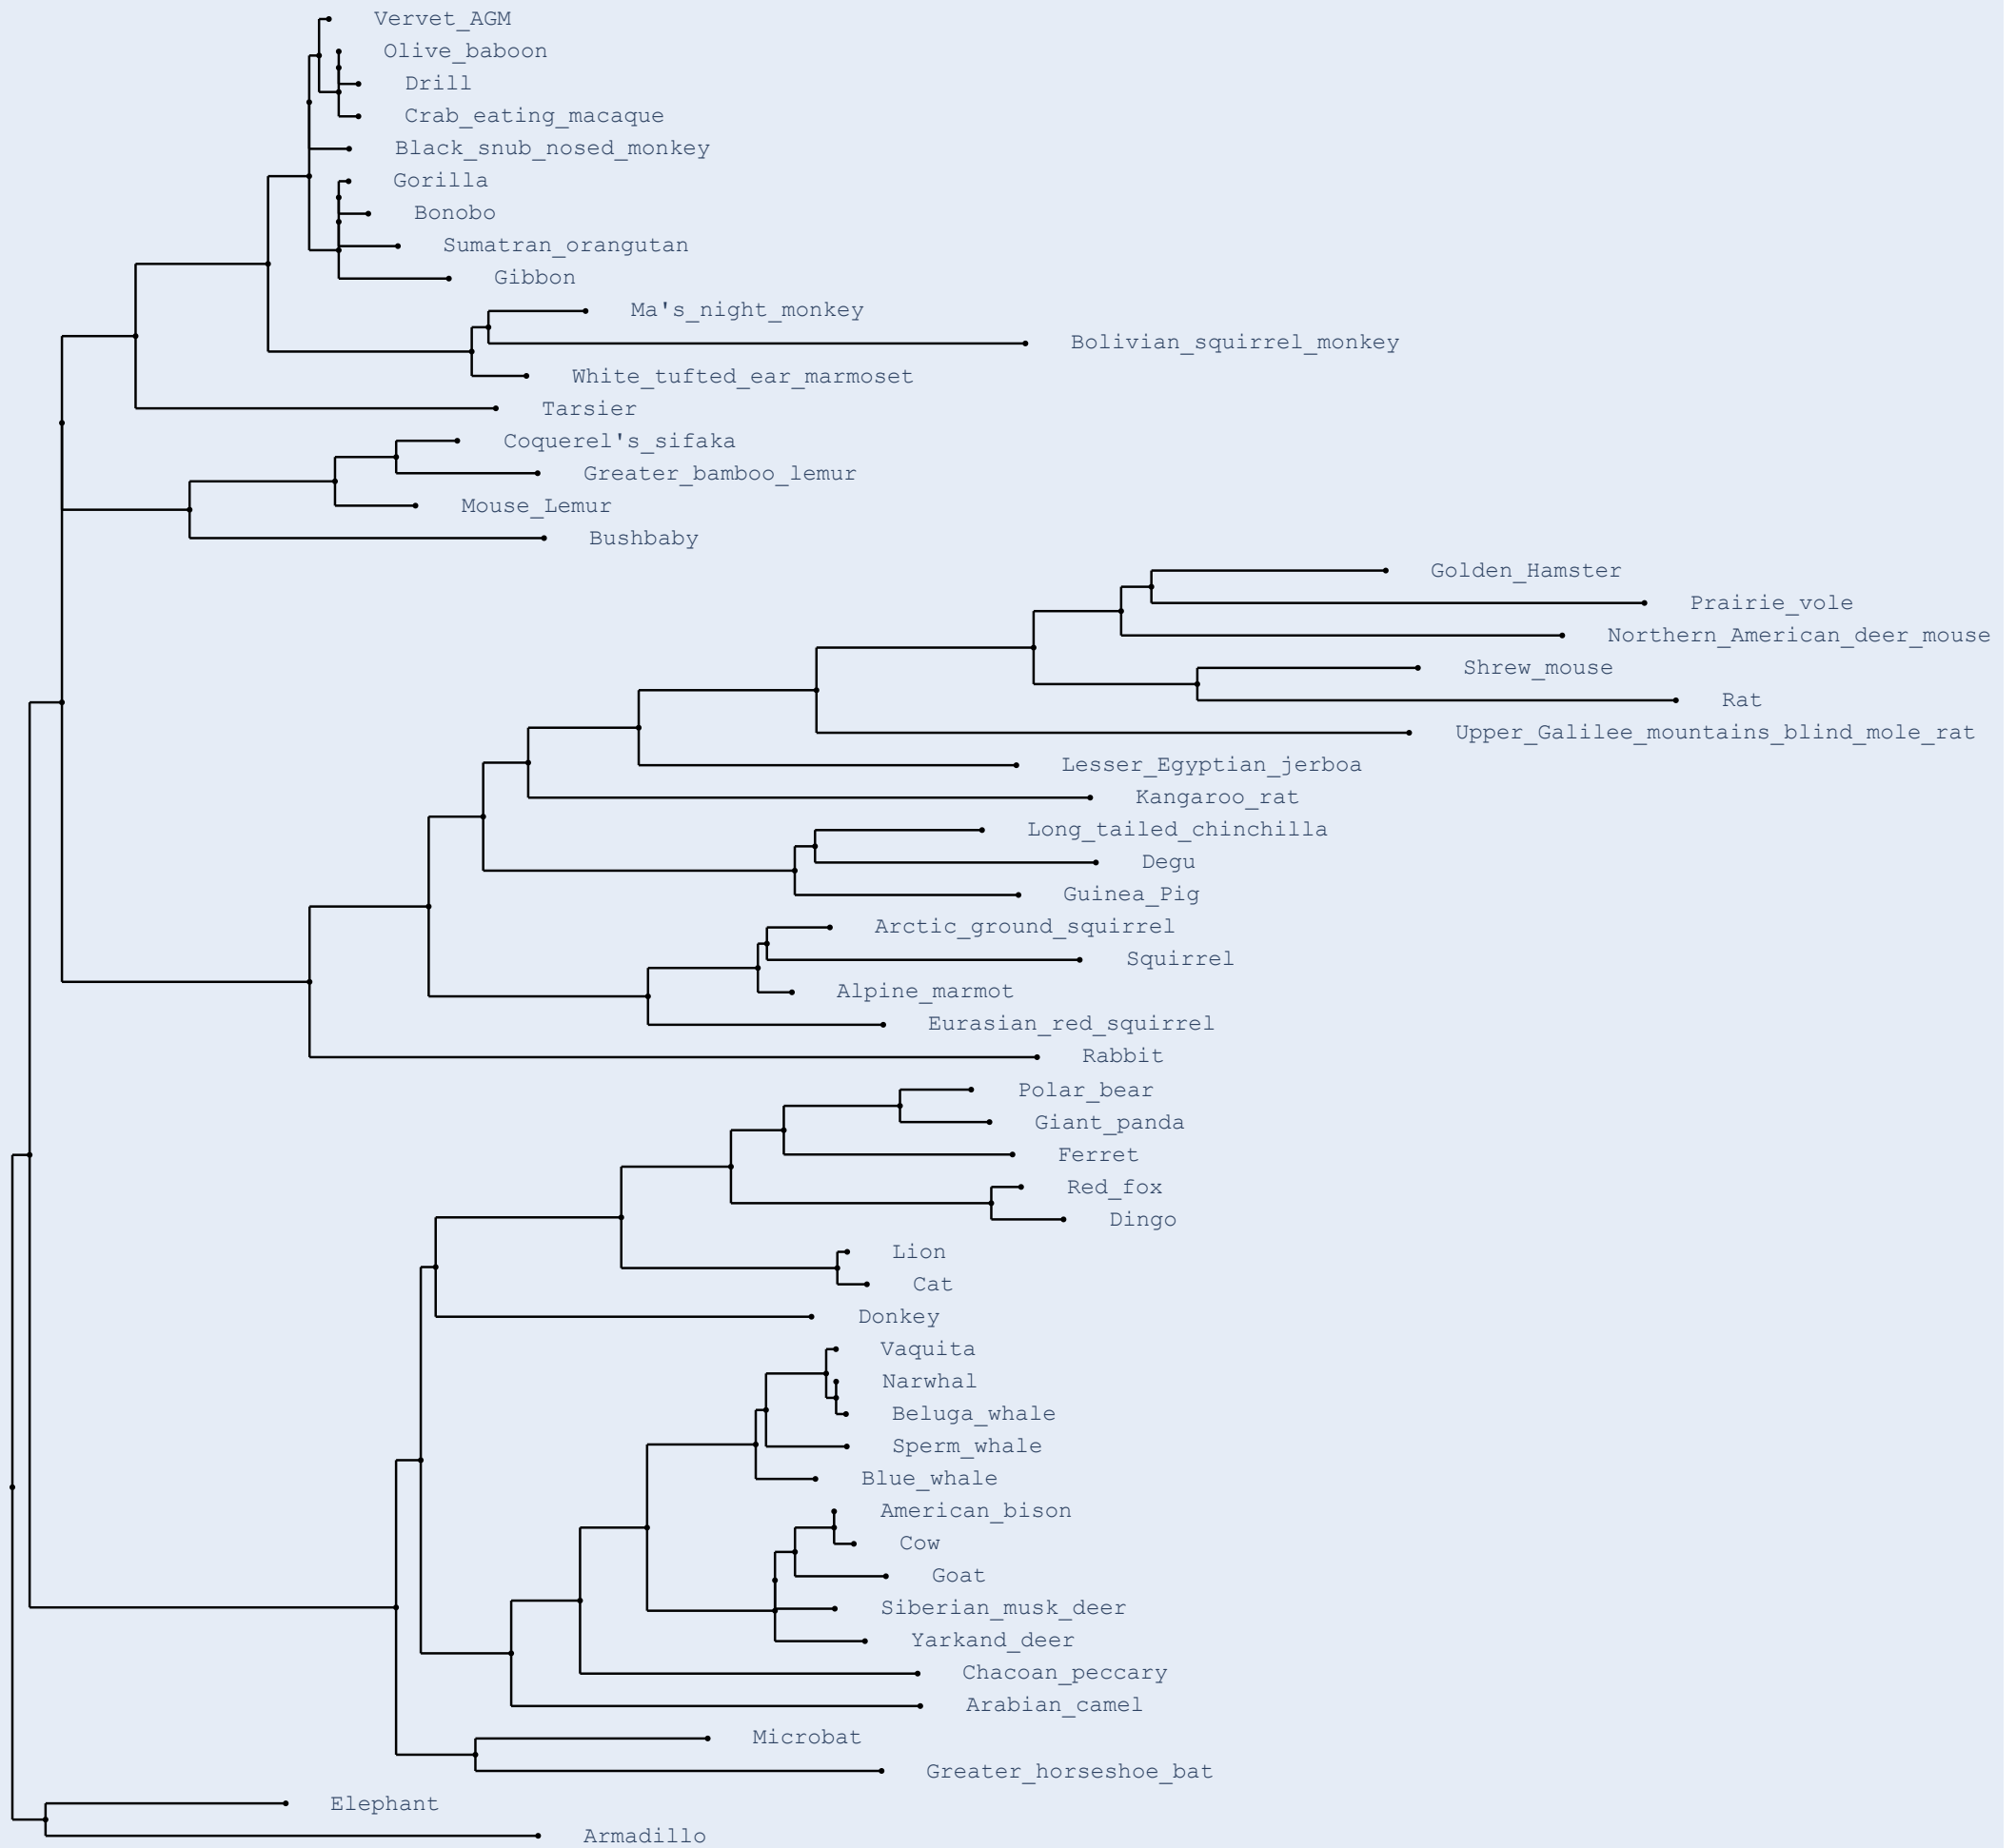 Vervet_AGM
Olive_baboon
Drill
Crab_eating_macaque
Black_snub_nosed_monkey
Gorilla
Bonobo
Sumatran_orangutan
Gibbon
Ma's_night_monkey
Bolivian_squirrel_monkey
White_tufted_ear_marmoset
Tarsier
Coquerel's_sifaka
Greater_bamboo_lemur
Mouse_Lemur
Bushbaby
Golden_Hamster
Prairie_vole
Northern_American_deer_mouse
Shrew_mouse
Rat
Upper_Galilee_mountains_blind_mole_rat
Lesser_Egyptian_jerboa
Kangaroo_rat
Long_tailed_chinchilla
Degu
Guinea_Pig
Arctic_ground_squirrel
Squirrel
Alpine_marmot
Eurasian_red_squirrel
Rabbit
Polar_bear
Giant_panda
Ferret
Red_fox
Dingo
Lion
Cat
Donkey
Vaquita
Narwhal
Beluga_whale
Sperm_whale
Blue_whale
American_bison
Cow
Goat
Siberian_musk_deer
Yarkand_deer
Chacoan_peccary
Arabian_camel
Microbat
Greater_horseshoe_bat
Elephant
Armadillo